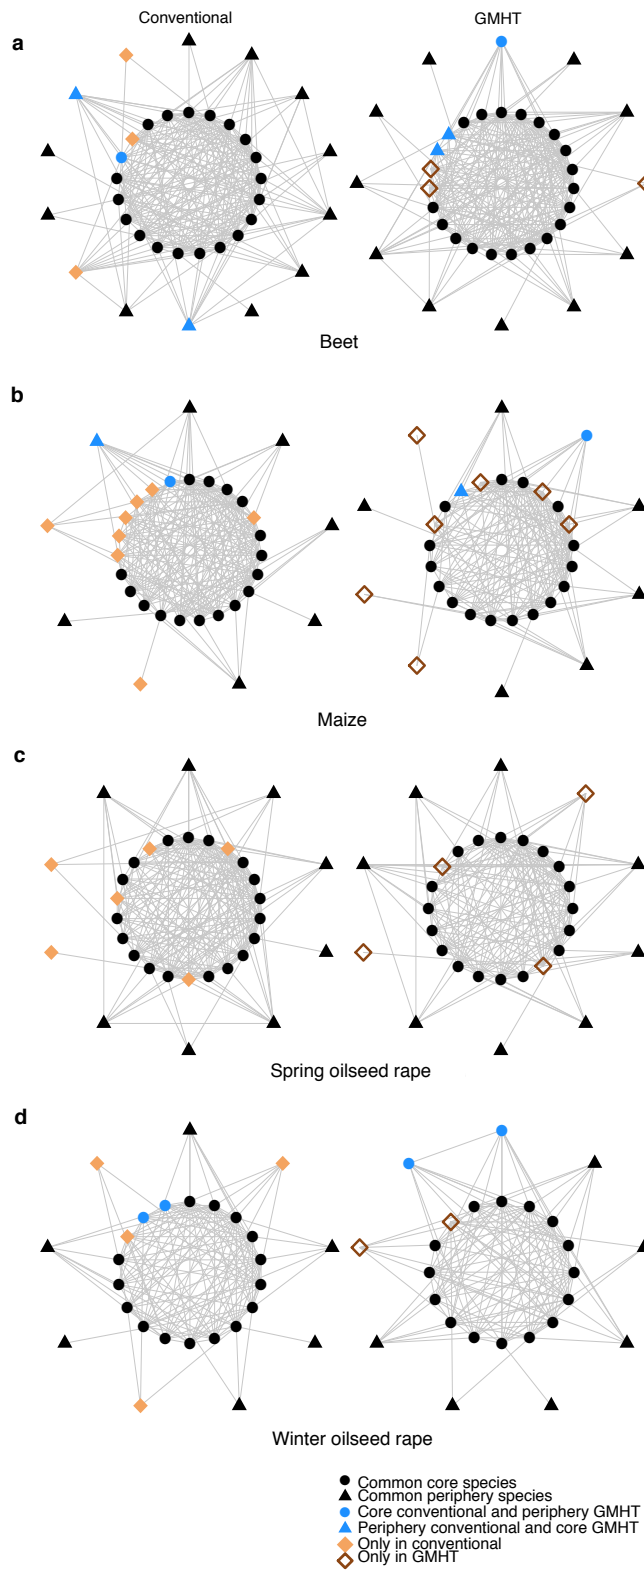 Conventional
GMHT
a
Beet
b
Maize
c
Spring oilseed rape
d
Winter oilseed rape
Common core species
Common periphery species
Core conventional and periphery GMHT
Periphery conventional and core GMHT
Only in conventional
Only in GMHT